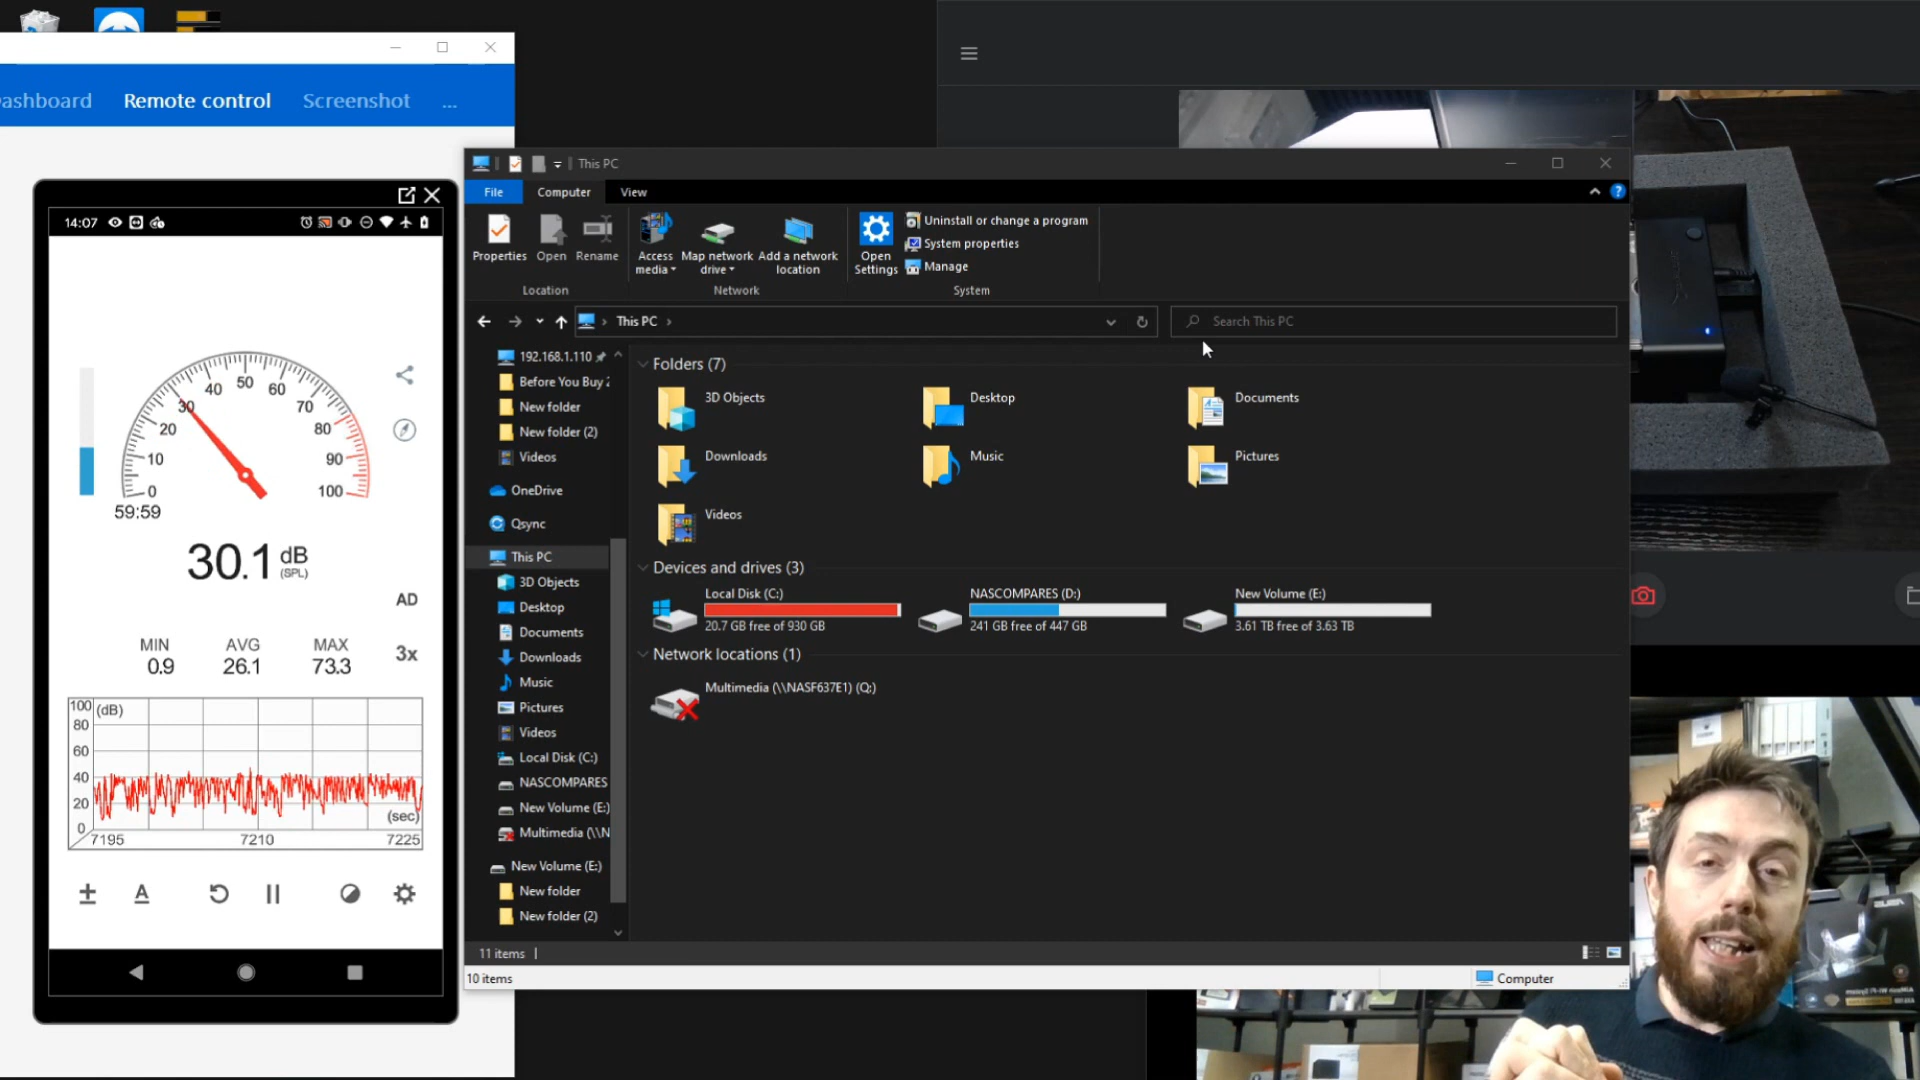 Dashboard Remote control Screenshot ...
14:07
0 10 20 30 40 50 60 70 80 90 100
59:59
30.1 dB
(SPL)
AD
MIN AVG MAX
0.9 26.1 73.3
3x
100 (dB)
80
60
40
20
0
(sec)
7195 7210 7225
A
This PC
File Computer View
Properties Open Rename
Location
Access media Map network drive Add a network location
Network
Open Settings
Uninstall or change a program
System properties
Manage
System
This PC
Search This PC
192.168.1.110
Before You Buy 2
New folder
New folder (2)
Videos
OneDrive
Qsync
This PC
3D Objects
Desktop
Documents
Downloads
Music
Pictures
Videos
Local Disk (C:)
NASCOMPARES
New Volume (E:)
Multimedia (\\N
New Volume (E:)
New folder
New folder (2)
Folders (7)
3D Objects Desktop Documents
Downloads Music Pictures
Videos
Devices and drives (3)
Local Disk (C:)
20.7 GB free of 930 GB
NASCOMPARES (D:)
241 GB free of 447 GB
New Volume (E:)
3.61 TB free of 3.63 TB
Network locations (1)
Multimedia (\\NASF637E1) (Q:)
11 items
10 items
Computer